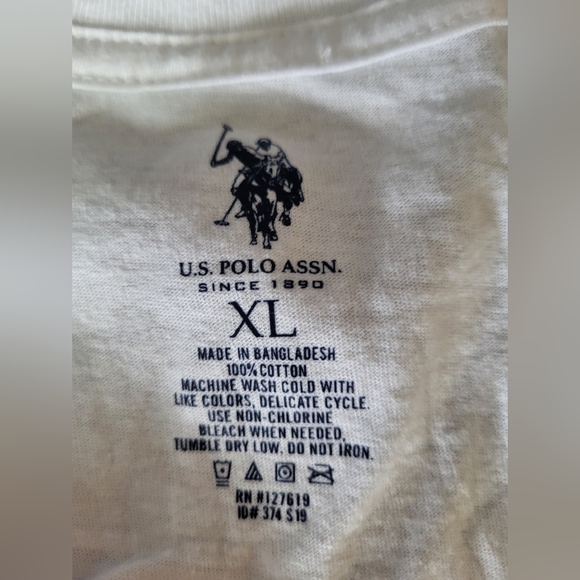 U.S. POLO ASSN.
SINCE 1890
XL
MADE IN BANGLADESH
100% COTTON
MACHINE WASH COLD WITH
LIKE COLORS, DELICATE CYCLE.
USE NON-CHLORINE
BLEACH WHEN NEEDED,
TUMBLE DRY LOW, DO NOT IRON.
RN #127619
ID# 374 S19